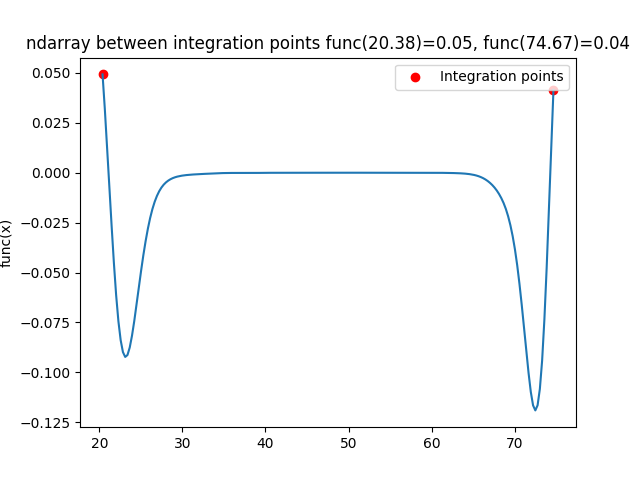 ndarray between integration points func(20.38)=0.05, func(74.67)=0.04
Integration points
func(x)
0.050
0.025
0.000
−0.025
−0.050
−0.075
−0.100
−0.125
20 30 40 50 60 70